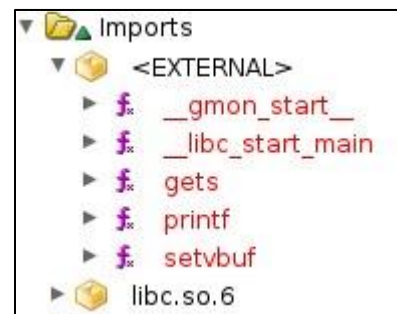 Imports
<EXTERNAL>
__gmon_start__
__libc_start_main
gets
printf
setvbuf
libc.so.6